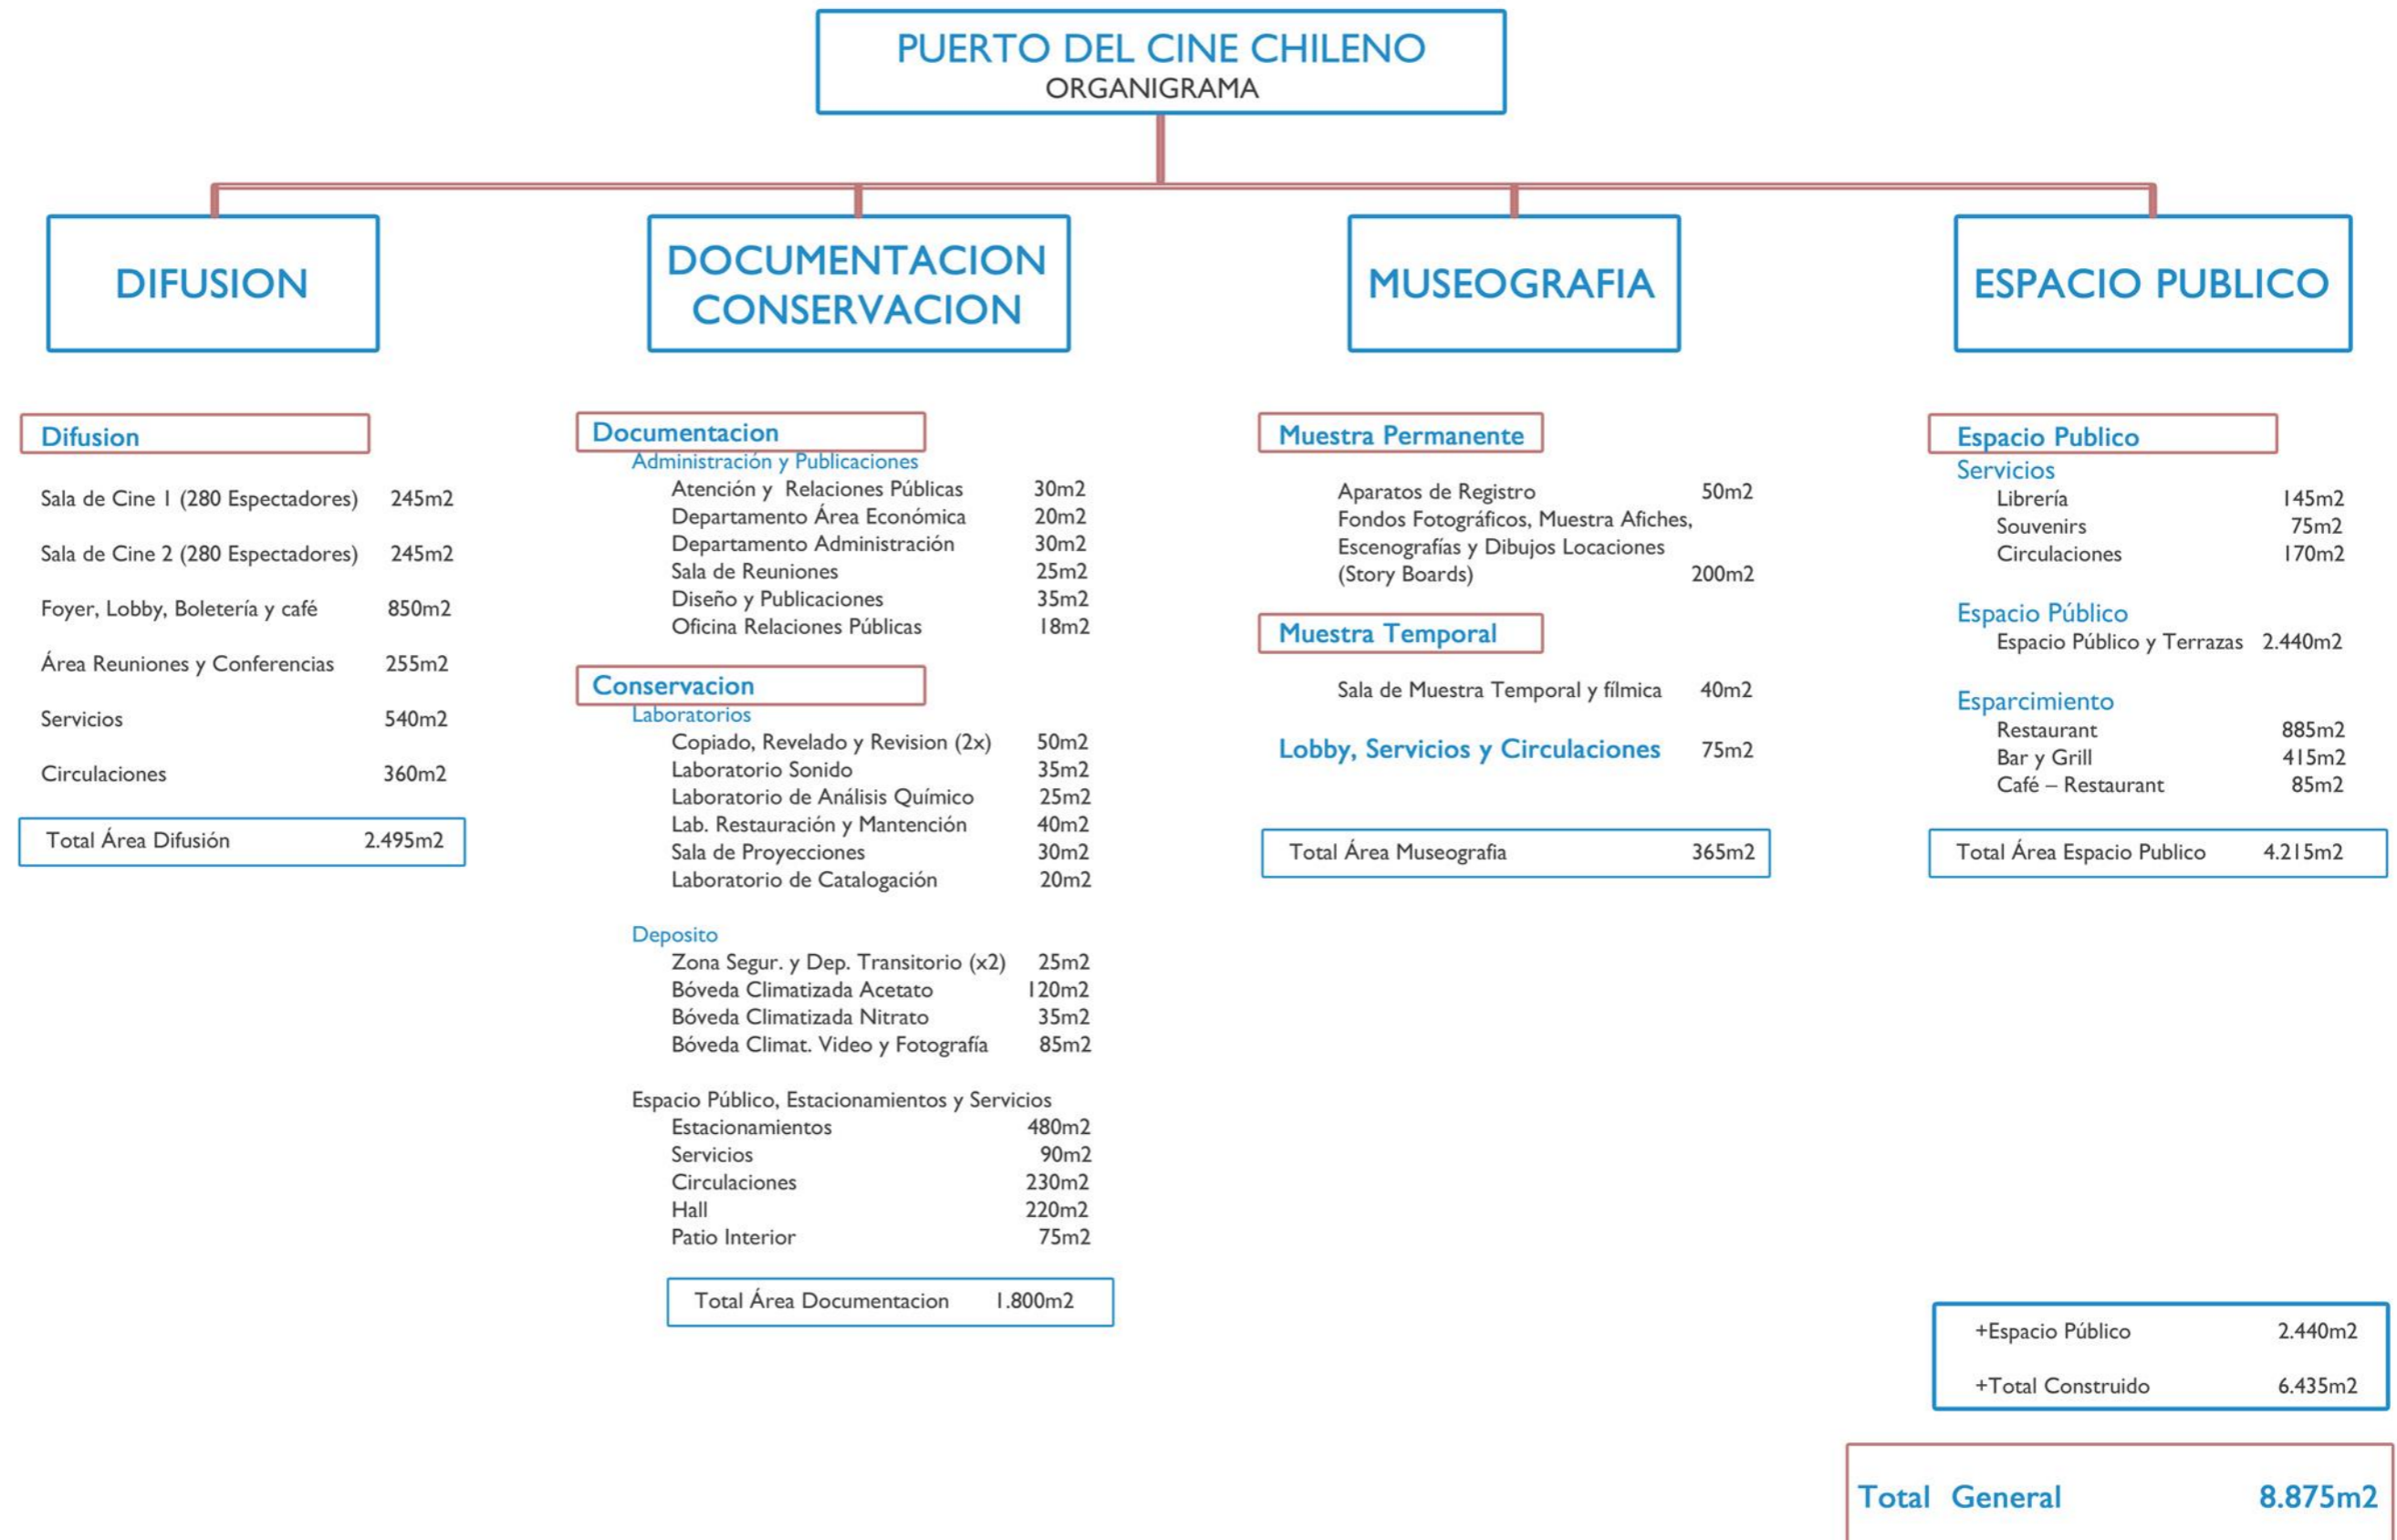 PUERTO DEL CINE CHILENO
ORGANIGRAMA
DIFUSION
Difusion
Sala de Cine 1 (280 Espectadores) 245m2
Sala de Cine 2 (280 Espectadores) 245m2
Foyer, Lobby, Boletería y café 850m2
Área Reuniones y Conferencias 255m2
Servicios 540m2
Circulaciones 360m2
Total Área Difusión 2.495m2
DOCUMENTACION
CONSERVACION
Documentacion
Administración y Publicaciones
Atención y Relaciones Públicas 30m2
Departamento Área Económica 20m2
Departamento Administración 30m2
Sala de Reuniones 25m2
Diseño y Publicaciones 35m2
Oficina Relaciones Públicas 18m2
Conservacion
Laboratorios
Copiado, Revelado y Revision (2x) 50m2
Laboratorio Sonido 35m2
Laboratorio de Análisis Químico 25m2
Lab. Restauración y Mantención 40m2
Sala de Proyecciones 30m2
Laboratorio de Catalogación 20m2
Deposito
Zona Segur. y Dep. Transitorio (x2) 25m2
Bóveda Climatizada Acetato 120m2
Bóveda Climatizada Nitrato 35m2
Bóveda Climat. Video y Fotografía 85m2
Espacio Público, Estacionamientos y Servicios
Estacionamientos 480m2
Servicios 90m2
Circulaciones 230m2
Hall 220m2
Patio Interior 75m2
Total Área Documentacion 1.800m2
MUSEOGRAFIA
Muestra Permanente
Aparatos de Registro 50m2
Fondos Fotográficos, Muestra Afiches,
Escenografías y Dibujos Locaciones
(Story Boards) 200m2
Muestra Temporal
Sala de Muestra Temporal y fílmica 40m2
Lobby, Servicios y Circulaciones 75m2
Total Área Museografia 365m2
ESPACIO PUBLICO
Espacio Publico
Servicios
Librería 145m2
Souvenirs 75m2
Circulaciones 170m2
Espacio Público
Espacio Público y Terrazas 2.440m2
Esparcimiento
Restaurant 885m2
Bar y Grill 415m2
Café – Restaurant 85m2
Total Área Espacio Publico 4.215m2
+Espacio Público 2.440m2
+Total Construido 6.435m2
Total General 8.875m2